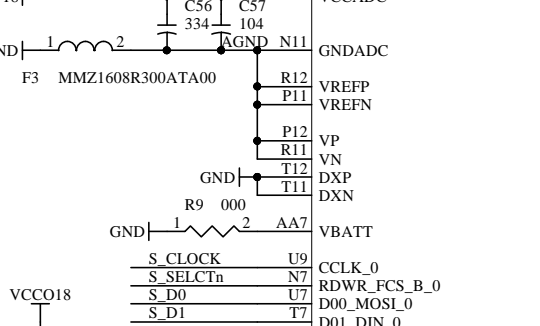 C56 C57
334 104
1 2 AGND N11 GNDADC
F3 MMZ1608R300ATA00
R12 VREFP
P11 VREFN
P12 VP
R11 VN
GND T12 DXP
T11 DXN
R9 000
GND 1 2 AA7 VBATT
S_CLOCK U9 CCLK_0
S_SELCTn N7 RDWR_FCS_B_0
VCCO18 S_D0 U7 D00_MOSI_0
S_D1 T7 D01_DIN_0